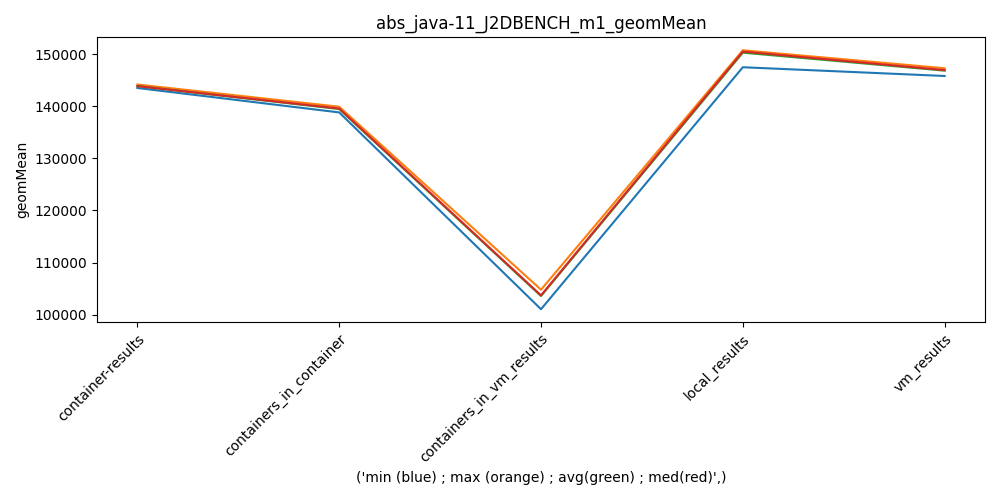 abs_java-11_J2DBENCH_m1_geomMean
150000
140000
130000
120000
110000
100000
geomMean
container-results
containers_in_container
containers_in_vm_results
local_results
vm_results
('min (blue) ; max (orange) ; avg(green) ; med(red)',)